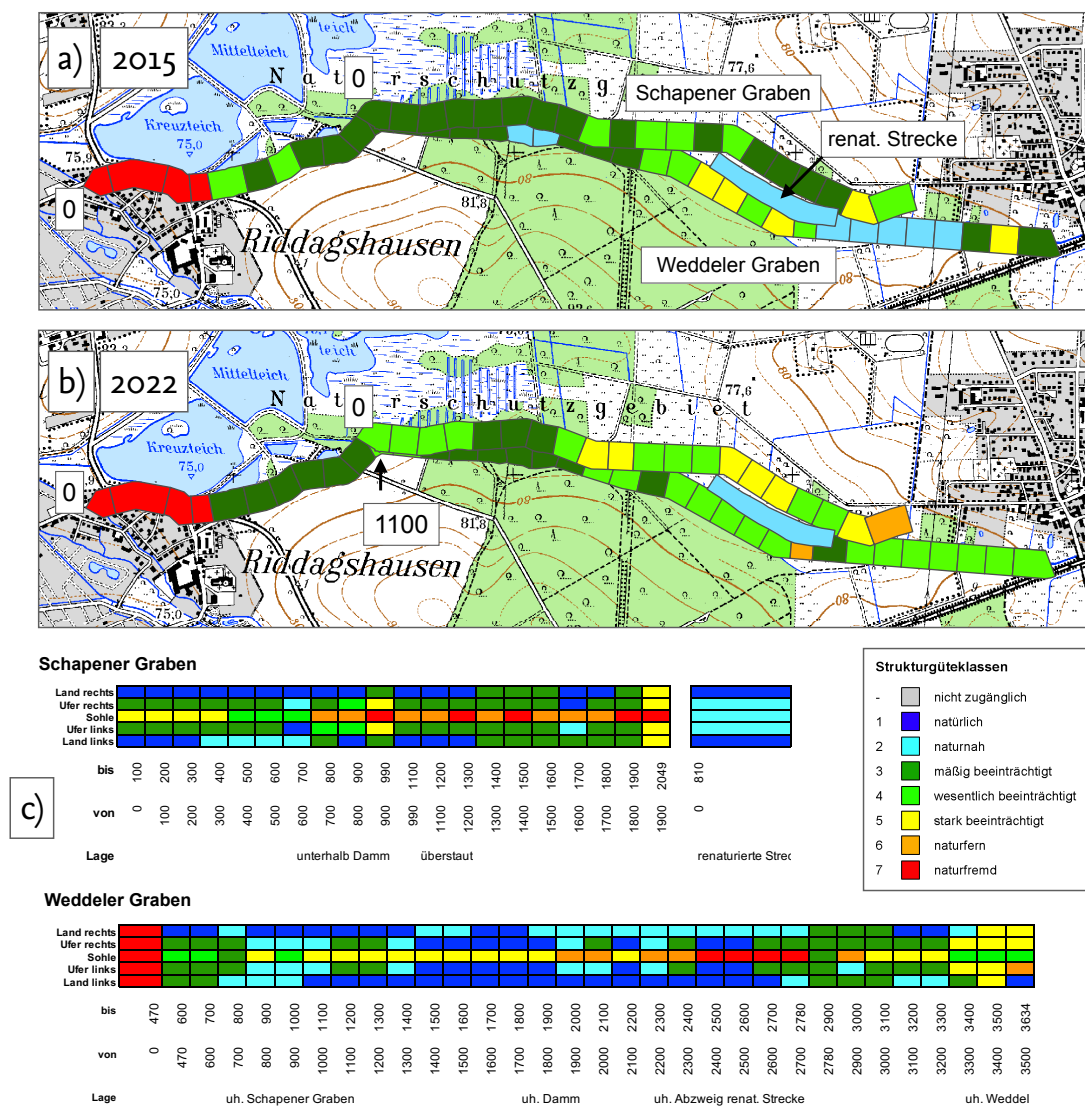 a) 2015
Mittelteich
teich
N a t r s c h u t z g
0
77,6
Schapener Graben
Kreuzteich
75,0
renat. Strecke
75,9
80
81,8
0
Riddagshausen
Weddeler Graben
80
75,0
b) 2022
Mittelteich
teich
N a t r s c h u t z g e b i e t
0
77,6
Kreuzteich
75,0
0
80
1100
81,8
Riddagshausen
80
75,0
Schapener Graben
Land rechts
Ufer rechts
Sohle
Ufer links
Land links
bis 100 200 300 400 500 600 700 800 900 990 1100 1200 1300 1400 1500 1600 1700 1800 1900 2049 810
von 0 100 200 300 400 500 600 700 800 900 990 1100 1200 1300 1400 1500 1600 1700 1800 1900 0
Lage unterhalb Damm überstaut renaturierte Strec
c)
Strukturgüteklassen
- nicht zugänglich
1 natürlich
2 naturnah
3 mäßig beeinträchtigt
4 wesentlich beeinträchtigt
5 stark beeinträchtigt
6 naturfern
7 naturfremd
Weddeler Graben
Land rechts
Ufer rechts
Sohle
Ufer links
Land links
bis 470 600 700 800 900 1000 1100 1200 1300 1400 1500 1600 1700 1800 1900 2000 2100 2200 2300 2400 2500 2600 2700 2780 2900 3000 3100 3200 3300 3400 3500 3634
von 0 470 600 700 800 900 1000 1100 1200 1300 1400 1500 1600 1700 1800 1900 2000 2100 2200 2300 2400 2500 2600 2700 2780 2900 3000 3100 3200 3300 3400 3500
Lage uh. Schapener Graben uh. Damm uh. Abzweig renat. Strecke uh. Weddel